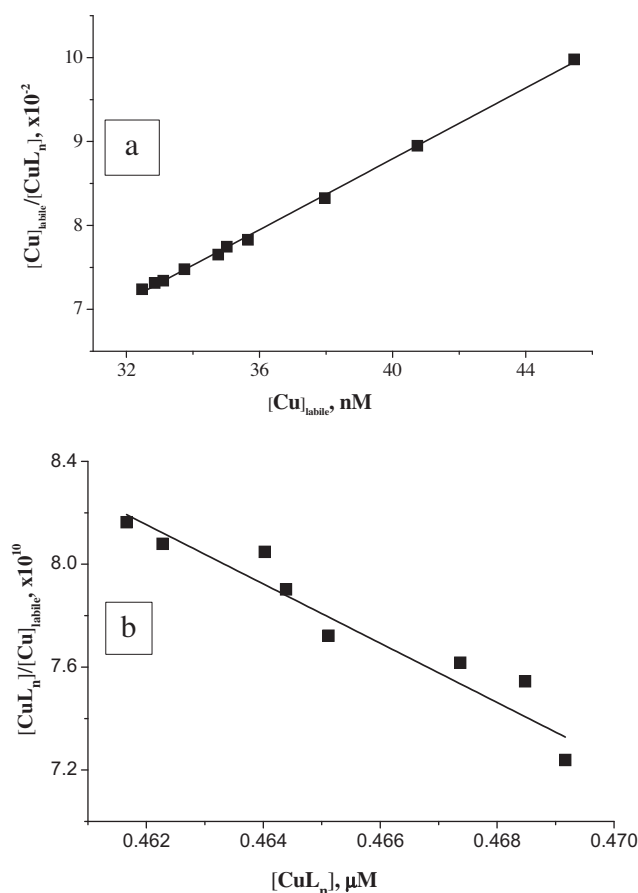 10
9
8
7
[Cu]labile/[CuLn], x10-2
a
32 36 40 44
[Cu]labile, nM
8.4
8.0
7.6
7.2
[CuLn]/[Cu]labile, x1010
b
0.462 0.464 0.466 0.468 0.470
[CuLn], μM